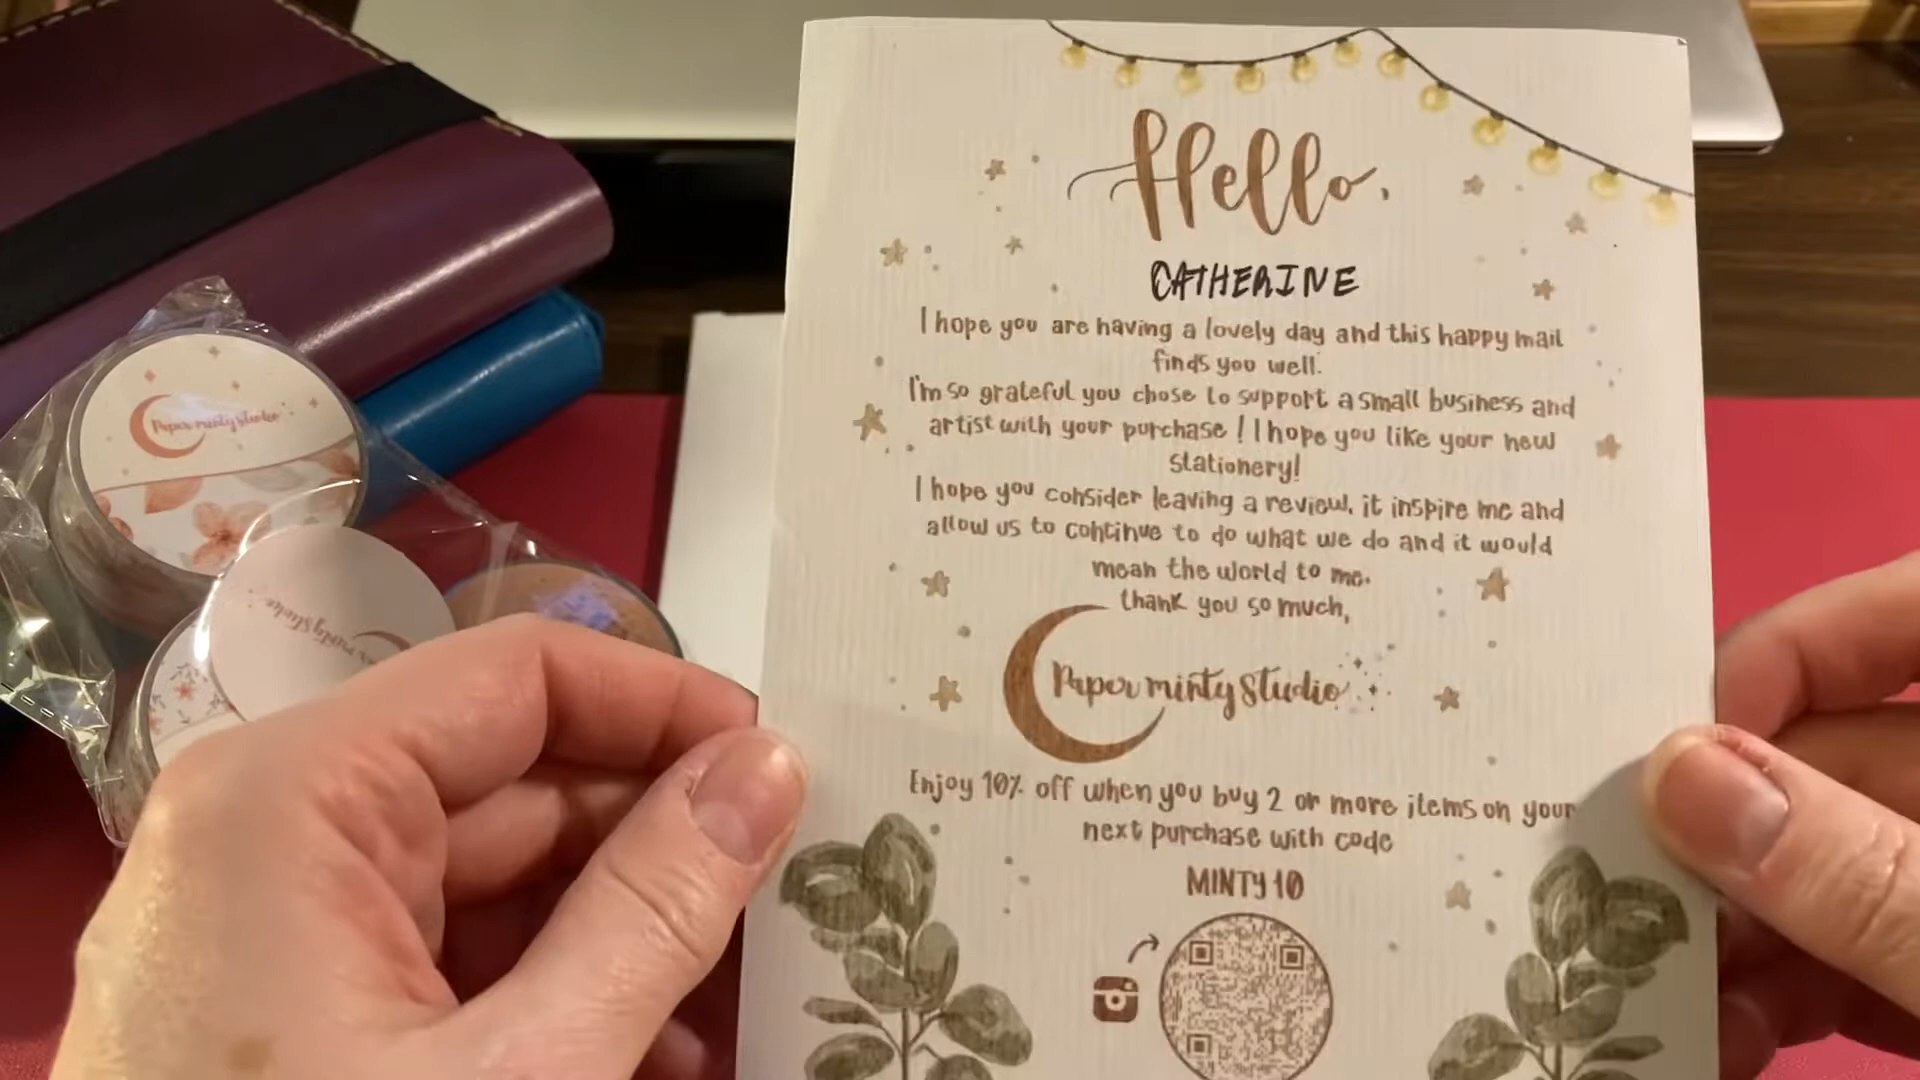 Hello,
CATHERINE
I hope you are having a lovely day and this happy mail
finds you well.
I'm so grateful you chose to support a small business and
artist with your purchase! I hope you like your new
stationery!
I hope you consider leaving a review, it inspire me and
allow us to continue to do what we do and it would
mean the world to me.
thank you so much,
Paper minty Studio
Enjoy 10% off when you buy 2 or more items on your
next purchase with code
MINTY10
Paper minty Studio
Paper minty Studio